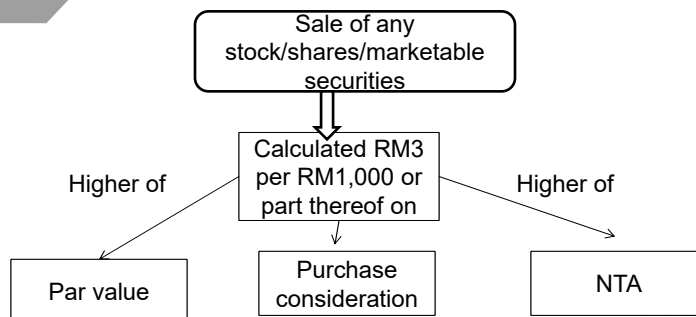 Sale of any
stock/shares/marketable
securities
Calculated RM3
per RM1,000 or
part thereof on
Higher of
Higher of
Par value
Purchase
consideration
NTA